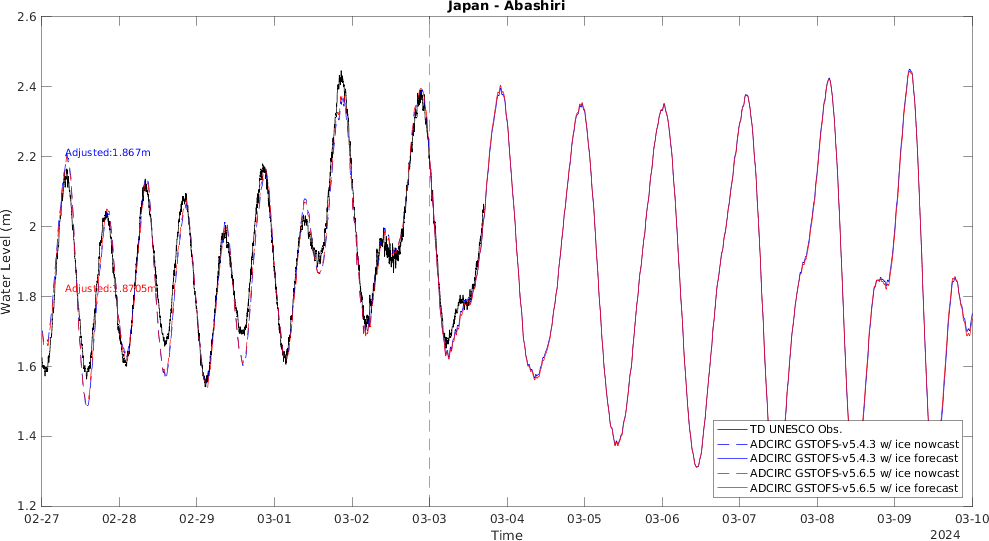 Japan - Abashiri
2.6
2.4
2.2
2
1.8
1.6
1.4
1.2
Water Level (m)
Adjusted:1.867m
Adjusted:1.8705m
TD UNESCO Obs.
ADCIRC GSTOFS-v5.4.3 w/ ice nowcast
ADCIRC GSTOFS-v5.4.3 w/ ice forecast
ADCIRC GSTOFS-v5.6.5 w/ ice nowcast
ADCIRC GSTOFS-v5.6.5 w/ ice forecast
02-27 02-28 02-29 03-01 03-02 03-03 03-04 03-05 03-06 03-07 03-08 03-09 03-10
Time
2024